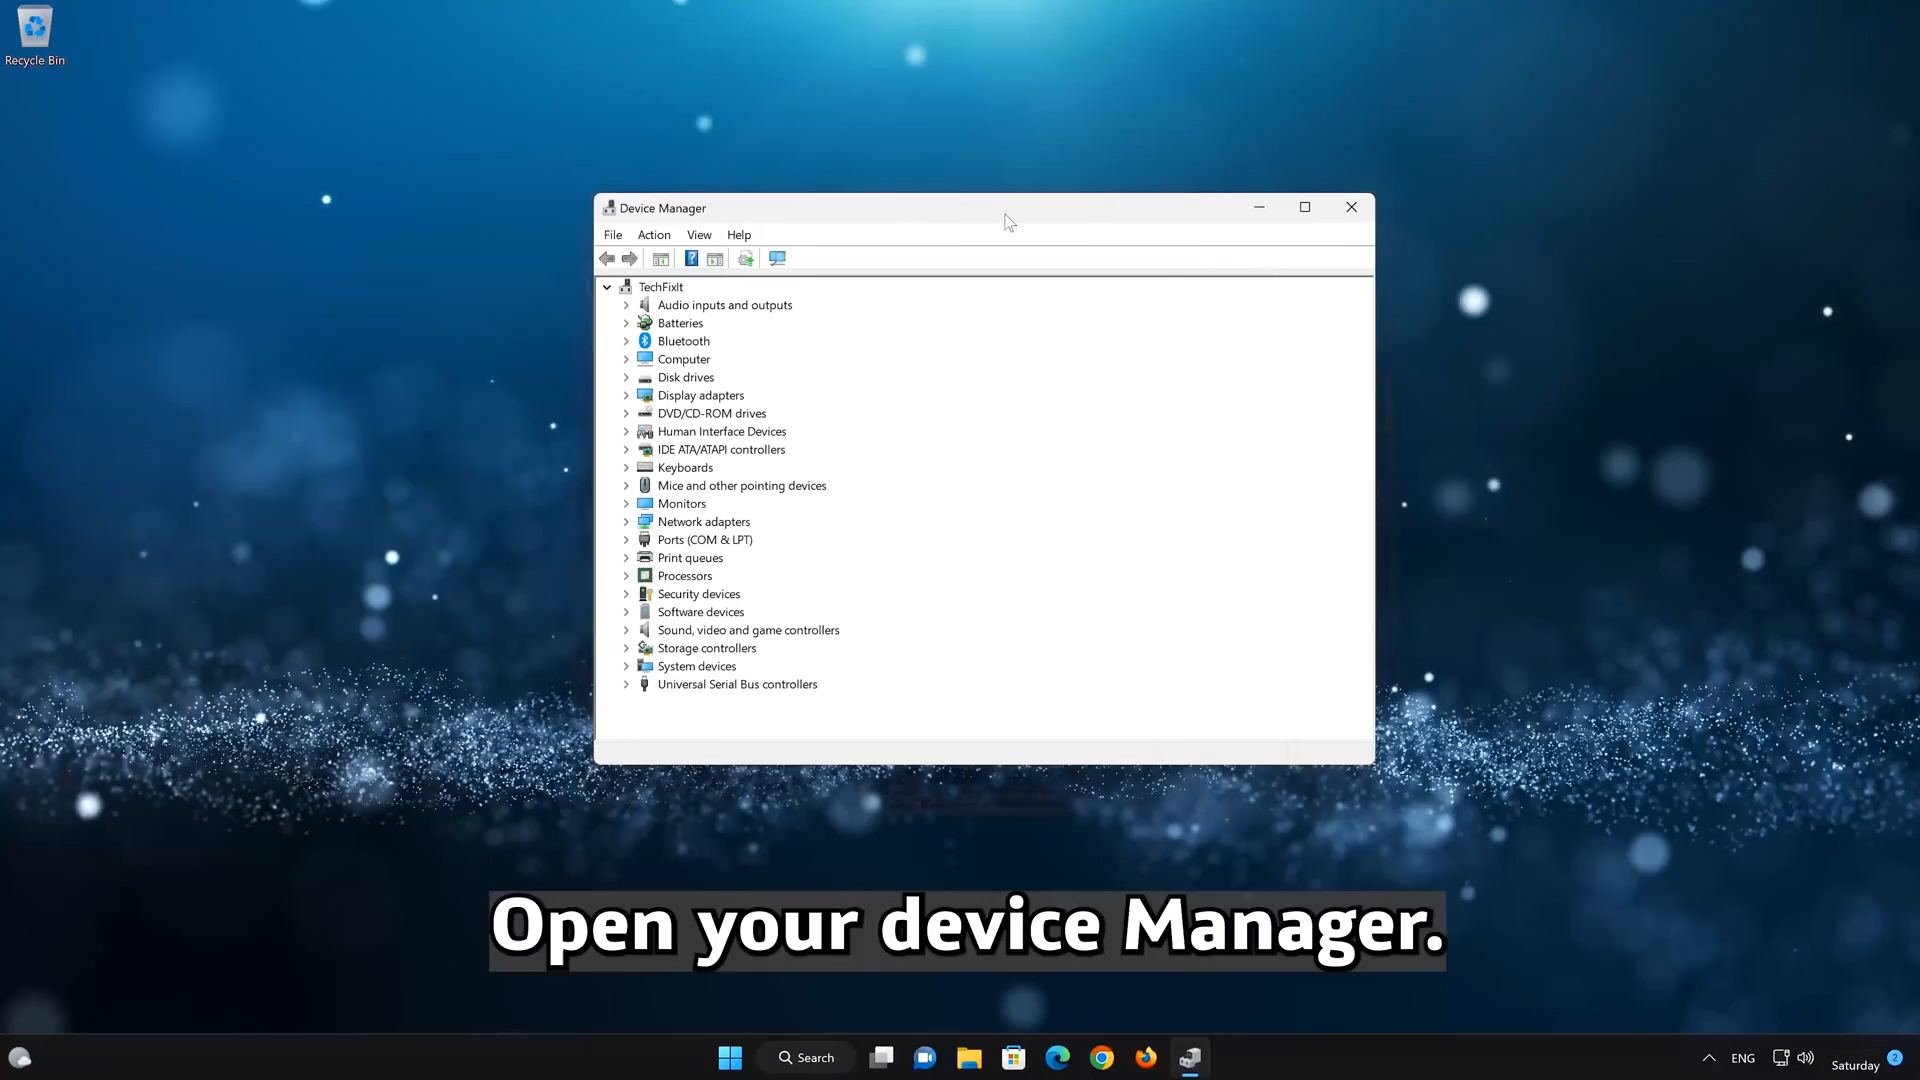 Recycle Bin
Device Manager
File Action View Help
TechFixIt
Audio inputs and outputs
Batteries
Bluetooth
Computer
Disk drives
Display adapters
DVD/CD-ROM drives
Human Interface Devices
IDE ATA/ATAPI controllers
Keyboards
Mice and other pointing devices
Monitors
Network adapters
Ports (COM & LPT)
Print queues
Processors
Security devices
Software devices
Sound, video and game controllers
Storage controllers
System devices
Universal Serial Bus controllers
Open your device Manager.
Search
ENG
Saturday
2